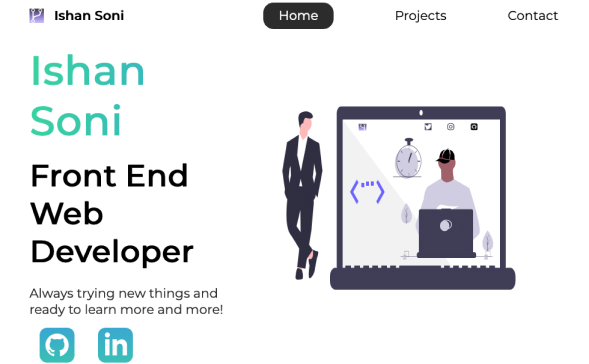 Ishan Soni
Home
Projects
Contact
Ishan
Soni
Front End
Web
Developer
Always trying new things and
ready to learn more and more!
in